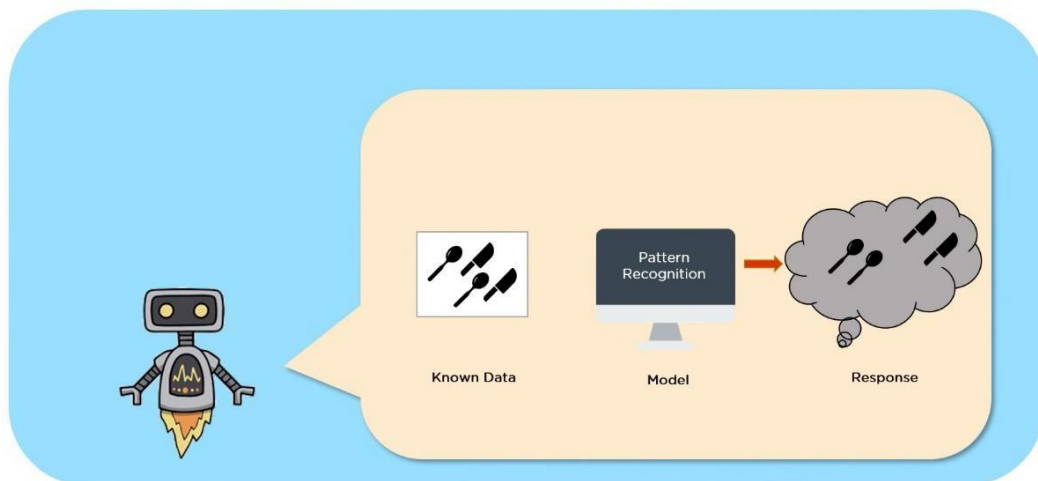 Pattern
Recognition
Known Data
Model
Response